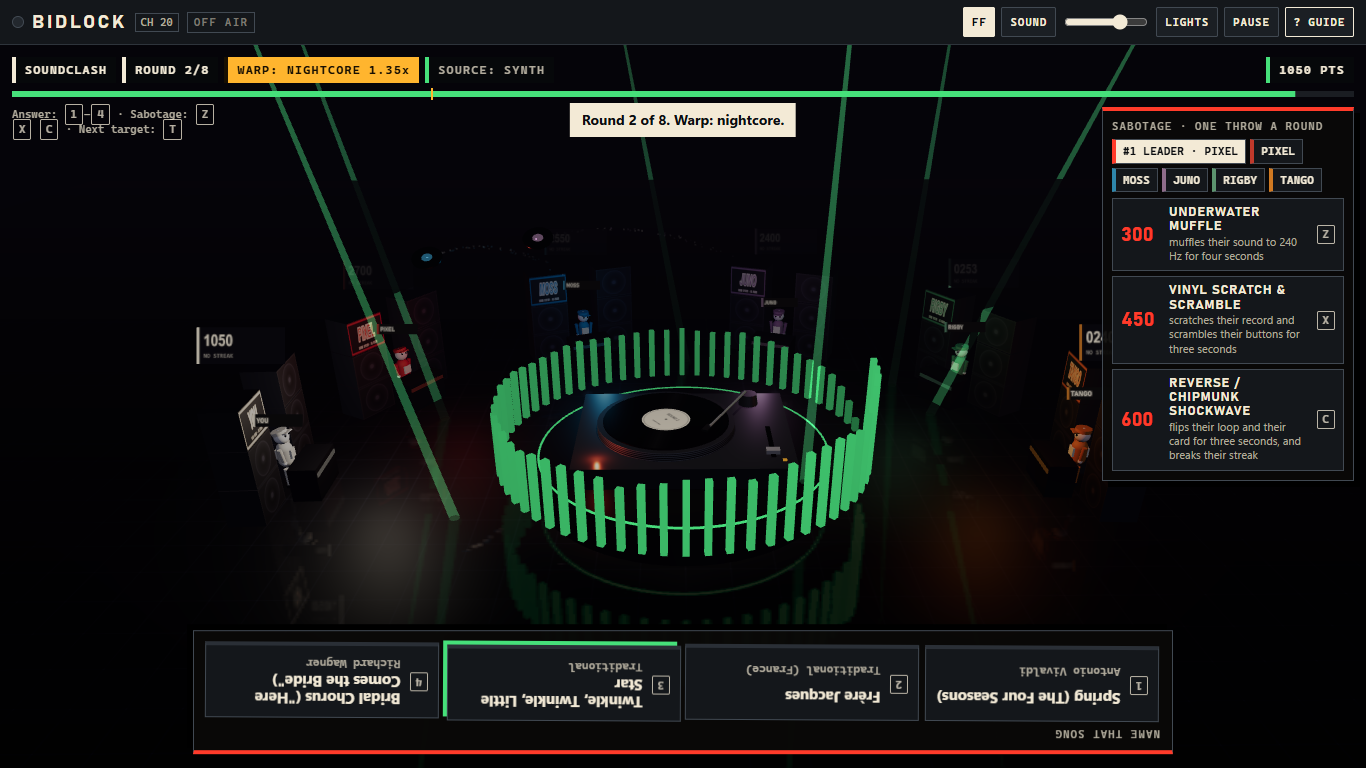 BIDLOCK CH 20 OFF AIR FF SOUND LIGHTS PAUSE ? GUIDE
SOUNDCLASH ROUND 2/8 WARP: NIGHTCORE 1.35x SOURCE: SYNTH 1050 PTS
Answer: 1 – 4 · Sabotage: Z
X C · Next target: T
Round 2 of 8. Warp: nightcore.
SABOTAGE · ONE THROW A ROUND
#1 LEADER · PIXEL PIXEL
MOSS JUNO RIGBY TANGO
300 UNDERWATER
MUFFLE
muffles their sound to 240
Hz for four seconds
Z
450 VINYL SCRATCH &
SCRAMBLE
scratches their record and
scrambles their buttons for
three seconds
X
600 REVERSE /
CHIPMUNK
SHOCKWAVE
flips their loop and their
card for three seconds, and
breaks their streak
C
2400
0253
1050
NO STREAK
YOU
PIXEL
MOSS
MOSS
JUNO
JUNO
RIGBY
RIGBY
TANGO
NAME THAT SONG
1 Spring (The Four Seasons)
Antonio Vivaldi
2 Frère Jacques
Traditional (France)
3 Twinkle, Twinkle, Little
Star
Traditional
4 Bridal Chorus ("Here
Comes the Bride")
Richard Wagner